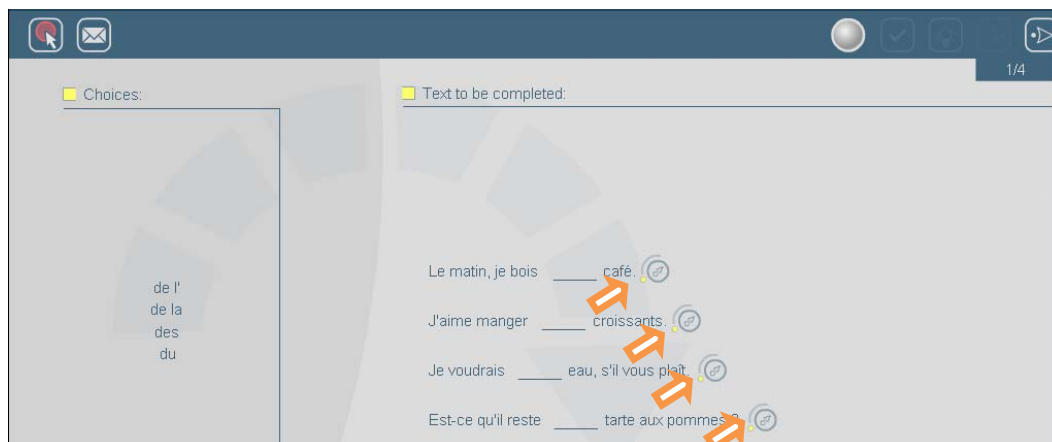 1/4
Choices:
Text to be completed:
de l'
de la
des
du
Le matin, je bois _____ café.
J'aime manger _____ croissants.
Je voudrais _____ eau, s'il vous plaît.
Est-ce qu'il reste _____ tarte aux pommes ?